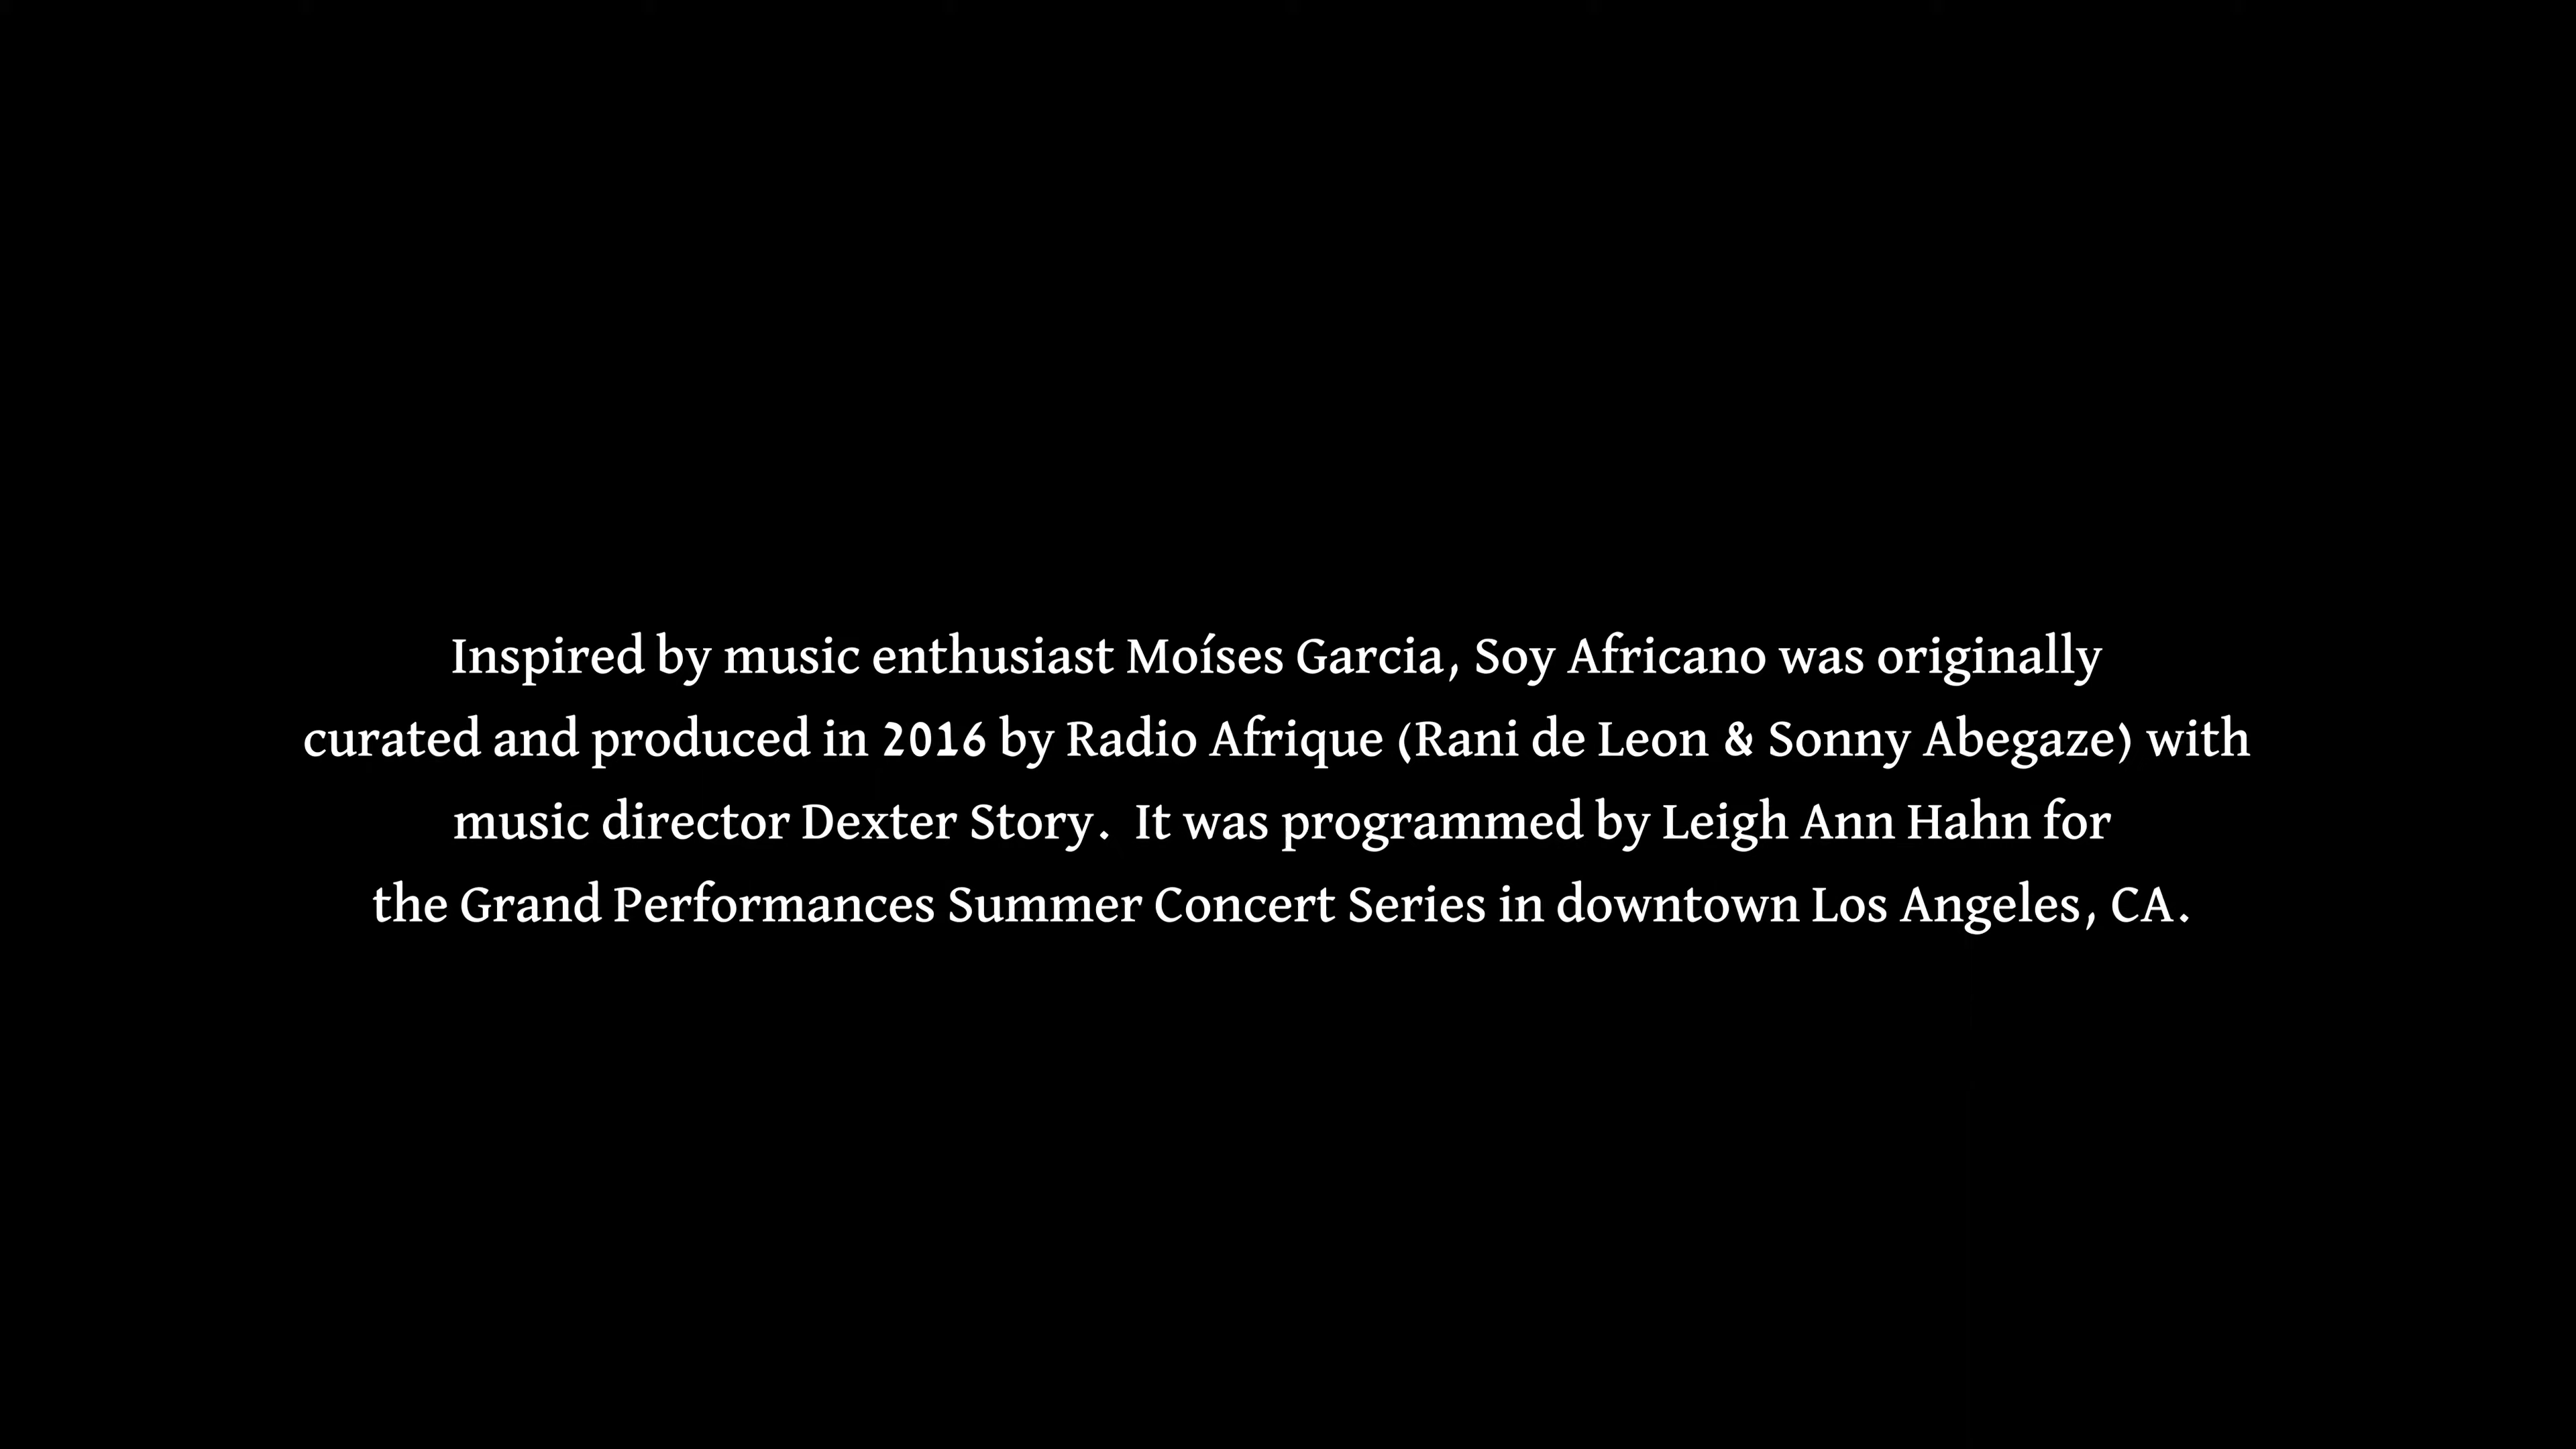 Inspired by music enthusiast Moíses Garcia, Soy Africano was originally
curated and produced in 2016 by Radio Afrique (Rani de Leon & Sonny Abegaze) with
music director Dexter Story.  It was programmed by Leigh Ann Hahn for
the Grand Performances Summer Concert Series in downtown Los Angeles, CA.